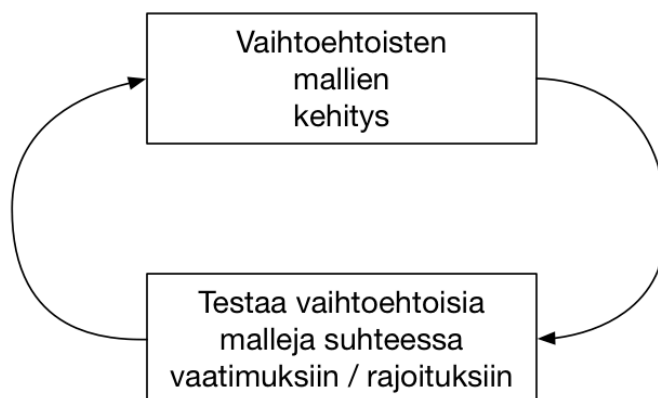 Vaihtoehtoisten
mallien
kehitys
Testaa vaihtoehtoisia
malleja suhteessa
vaatimuksiin / rajoituksiin